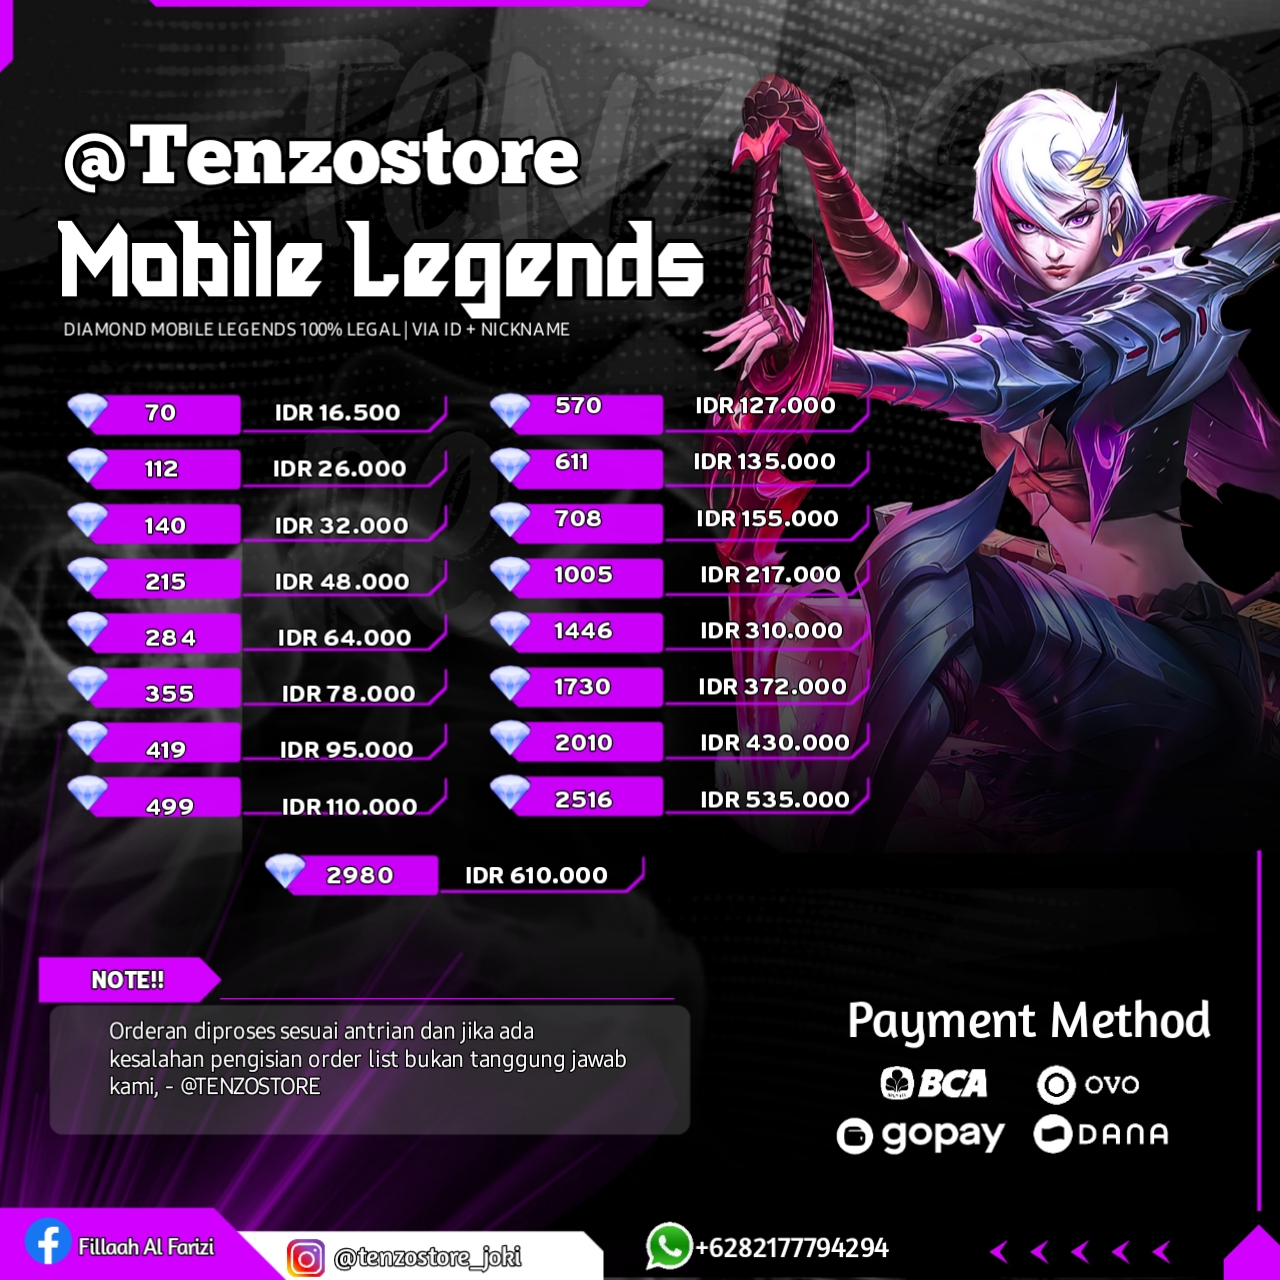 @Tenzostore
Mobile Legends
DIAMOND MOBILE LEGENDS 100% LEGAL | VIA ID + NICKNAME
70 IDR 16.500
112 IDR 26.000
140 IDR 32.000
215 IDR 48.000
284 IDR 64.000
355 IDR 78.000
419 IDR 95.000
499 IDR 110.000
570 IDR 127.000
611 IDR 135.000
708 IDR 155.000
1005 IDR 217.000
1446 IDR 310.000
1730 IDR 372.000
2010 IDR 430.000
2516 IDR 535.000
2980 IDR 610.000
NOTE!!
Orderan diproses sesuai antrian dan jika ada
kesalahan pengisian order list bukan tanggung jawab
kami, - @TENZOSTORE
Payment Method
BCA OVO
gopay DANA
Fillaah Al Farizi
@tenzostore_joki
+6282177794294